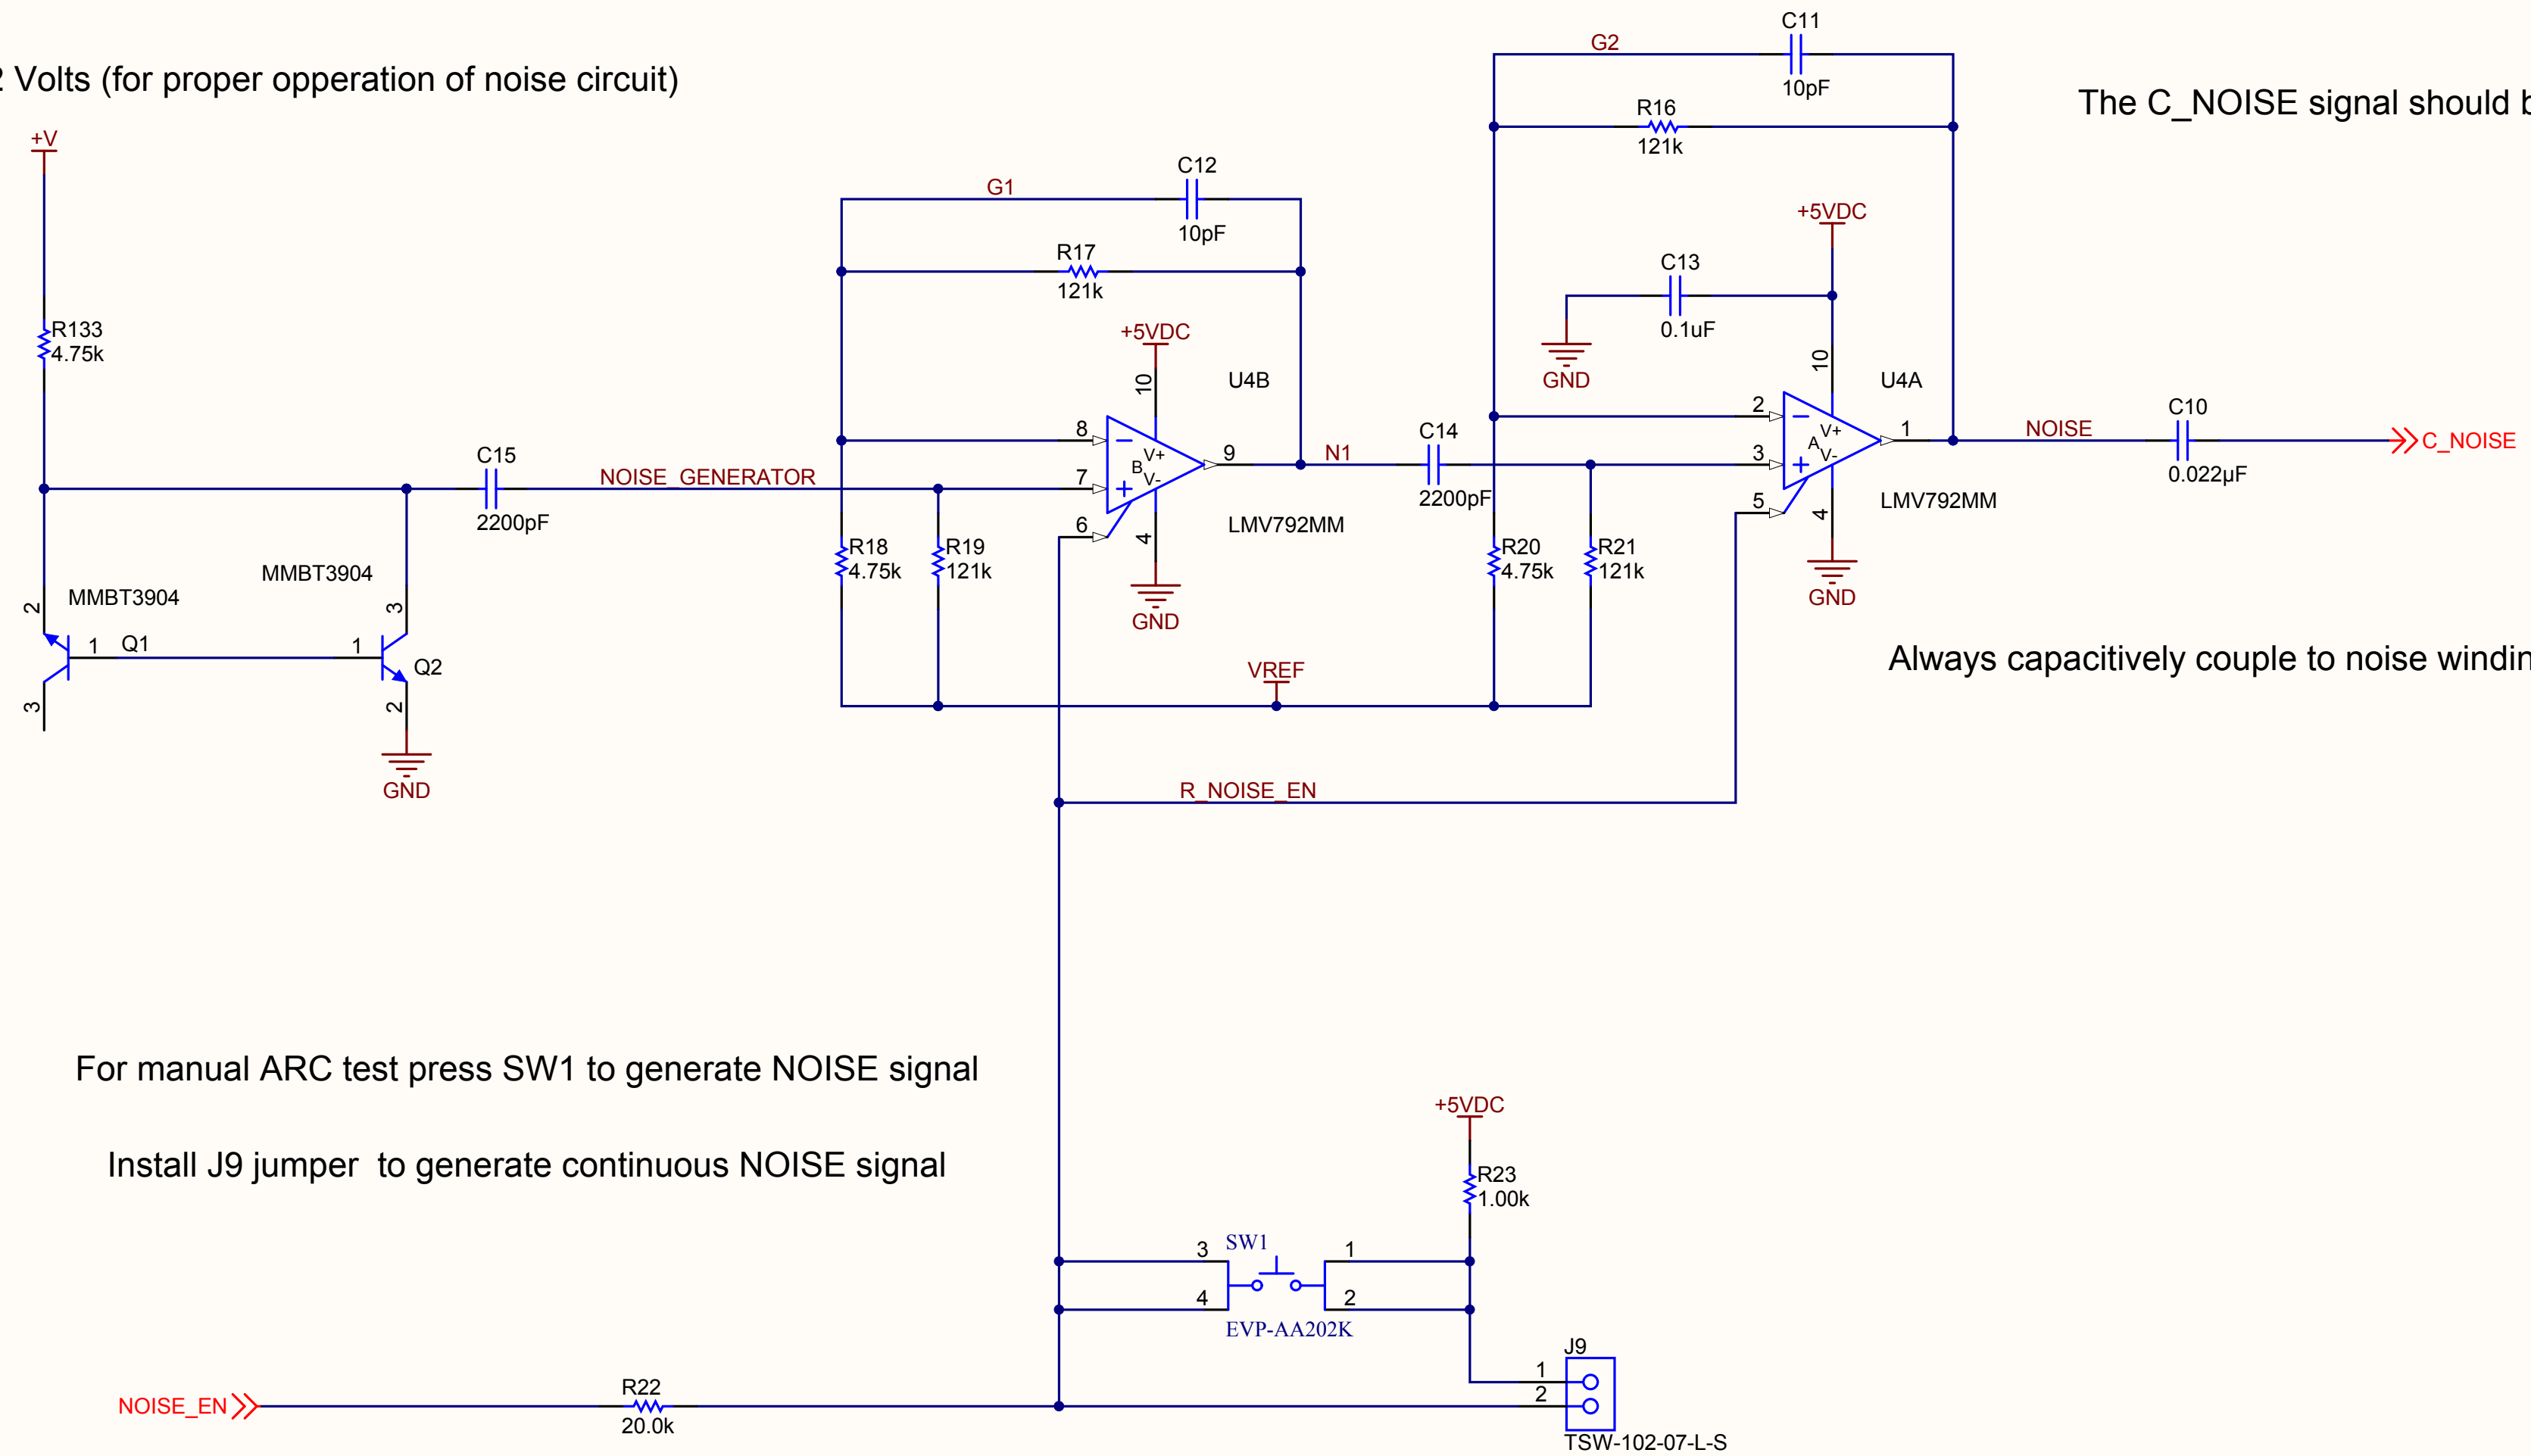 C11
G2
2 Volts (for proper opperation of noise circuit)
10pF
The C_NOISE signal should b
R16
+V
121k
C12
G1
+5VDC
10pF
R17
C13
121k
R133
4.75k
+5VDC
0.1uF
10
10
GND
U4B
U4A
2
C10
8
C14
1
NOISE
V+
A
V-
C_NOISE
C15
9
N1
3
V+
B
V-
NOISE_GENERATOR
0.022µF
7
2200pF
5
LMV792MM
2200pF
6
LMV792MM
4
4
R18
4.75k
R19
121k
R20
4.75k
R21
121k
MMBT3904
MMBT3904
2
3
GND
GND
1
Q1
1
Q2
VREF
Always capacitively couple to noise windin
3
2
GND
R_NOISE_EN
For manual ARC test press SW1 to generate NOISE signal
+5VDC
Install J9 jumper  to generate continuous NOISE signal
R23
1.00k
3
SW1
1
4
2
EVP-AA202K
J9
1
R22
2
NOISE_EN
20.0k
TSW-102-07-L-S